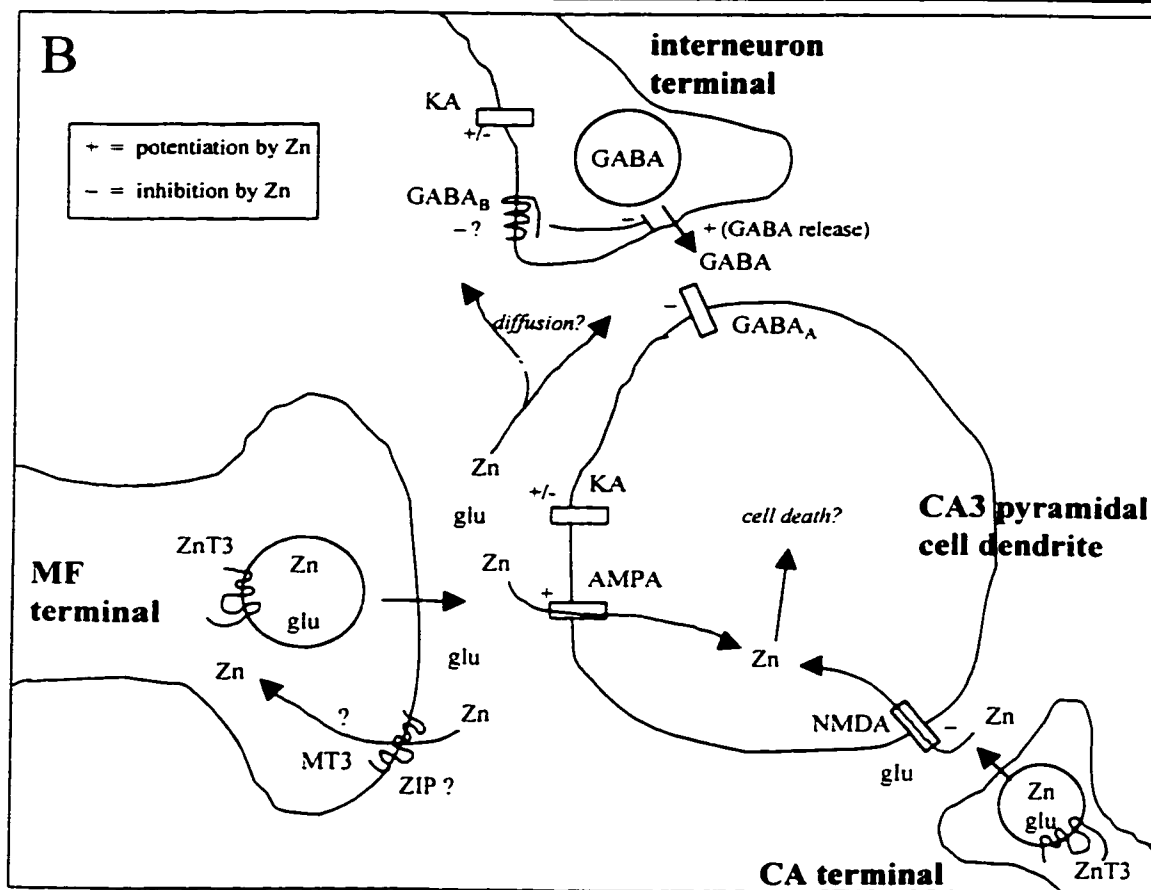 B
interneuron
terminal
+ = potentiation by Zn
− = inhibition by Zn
KA
+/-
GABA
GABAB
− ?
−
+ (GABA release)
GABA
−
GABAA
diffusion?
Zn
glu
+/-
KA
cell death?
CA3 pyramidal
cell dendrite
ZnT3
Zn
glu
MF
terminal
Zn
AMPA
+
glu
Zn
Zn
?
Zn
MT3
ZIP ?
NMDA
−
Zn
glu
Zn
glu
ZnT3
CA terminal